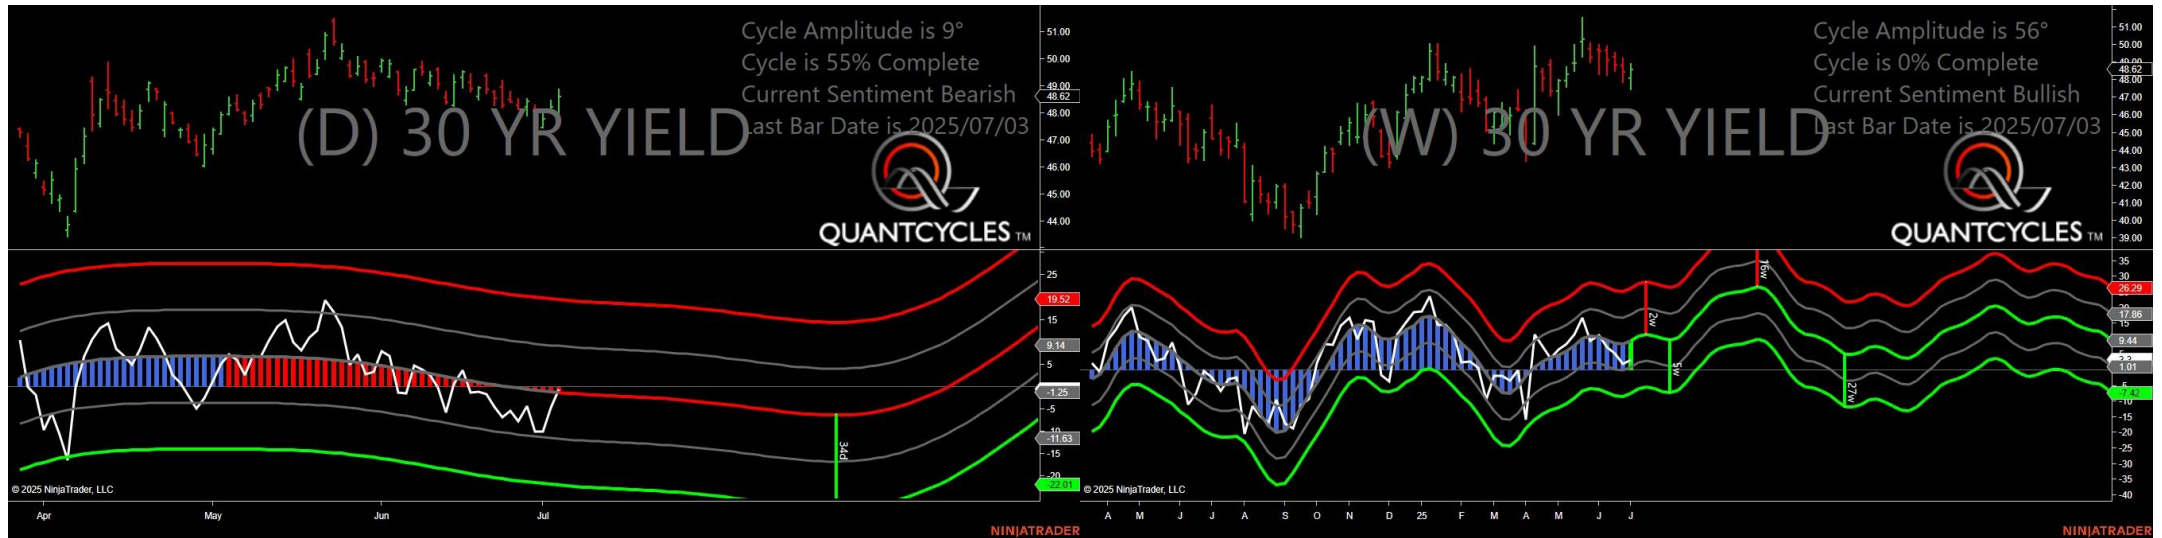 Cycle Amplitude is 9°
Cycle is 55% Complete
Current Sentiment Bearish
Last Bar Date is 2025/07/03
(D) 30 YR YIELD
QUANTCYCLES TM
51.00
50.00
49.00
48.62
48.00
47.00
46.00
45.00
44.00
25
19.52
15
9.14
5
-1.25
-5
-11.63
-15
-20
-22.01
34d
© 2025 NinjaTrader, LLC
Apr May Jun Jul
NINJATRADER
Cycle Amplitude is 56°
Cycle is 0% Complete
Current Sentiment Bullish
Last Bar Date is 2025/07/03
(W) 30 YR YIELD
QUANTCYCLES TM
51.00
50.00
48.62
48.00
47.00
46.00
45.00
44.00
43.00
42.00
41.00
40.00
39.00
35
30
26.29
17.86
15
9.44
1.01
-7.42
-10
-15
-20
-25
-30
-35
-40
2w
5w
16w
27w
© 2025 NinjaTrader, LLC
A M J J A S O N D 25 F M A M J J
NINJATRADER